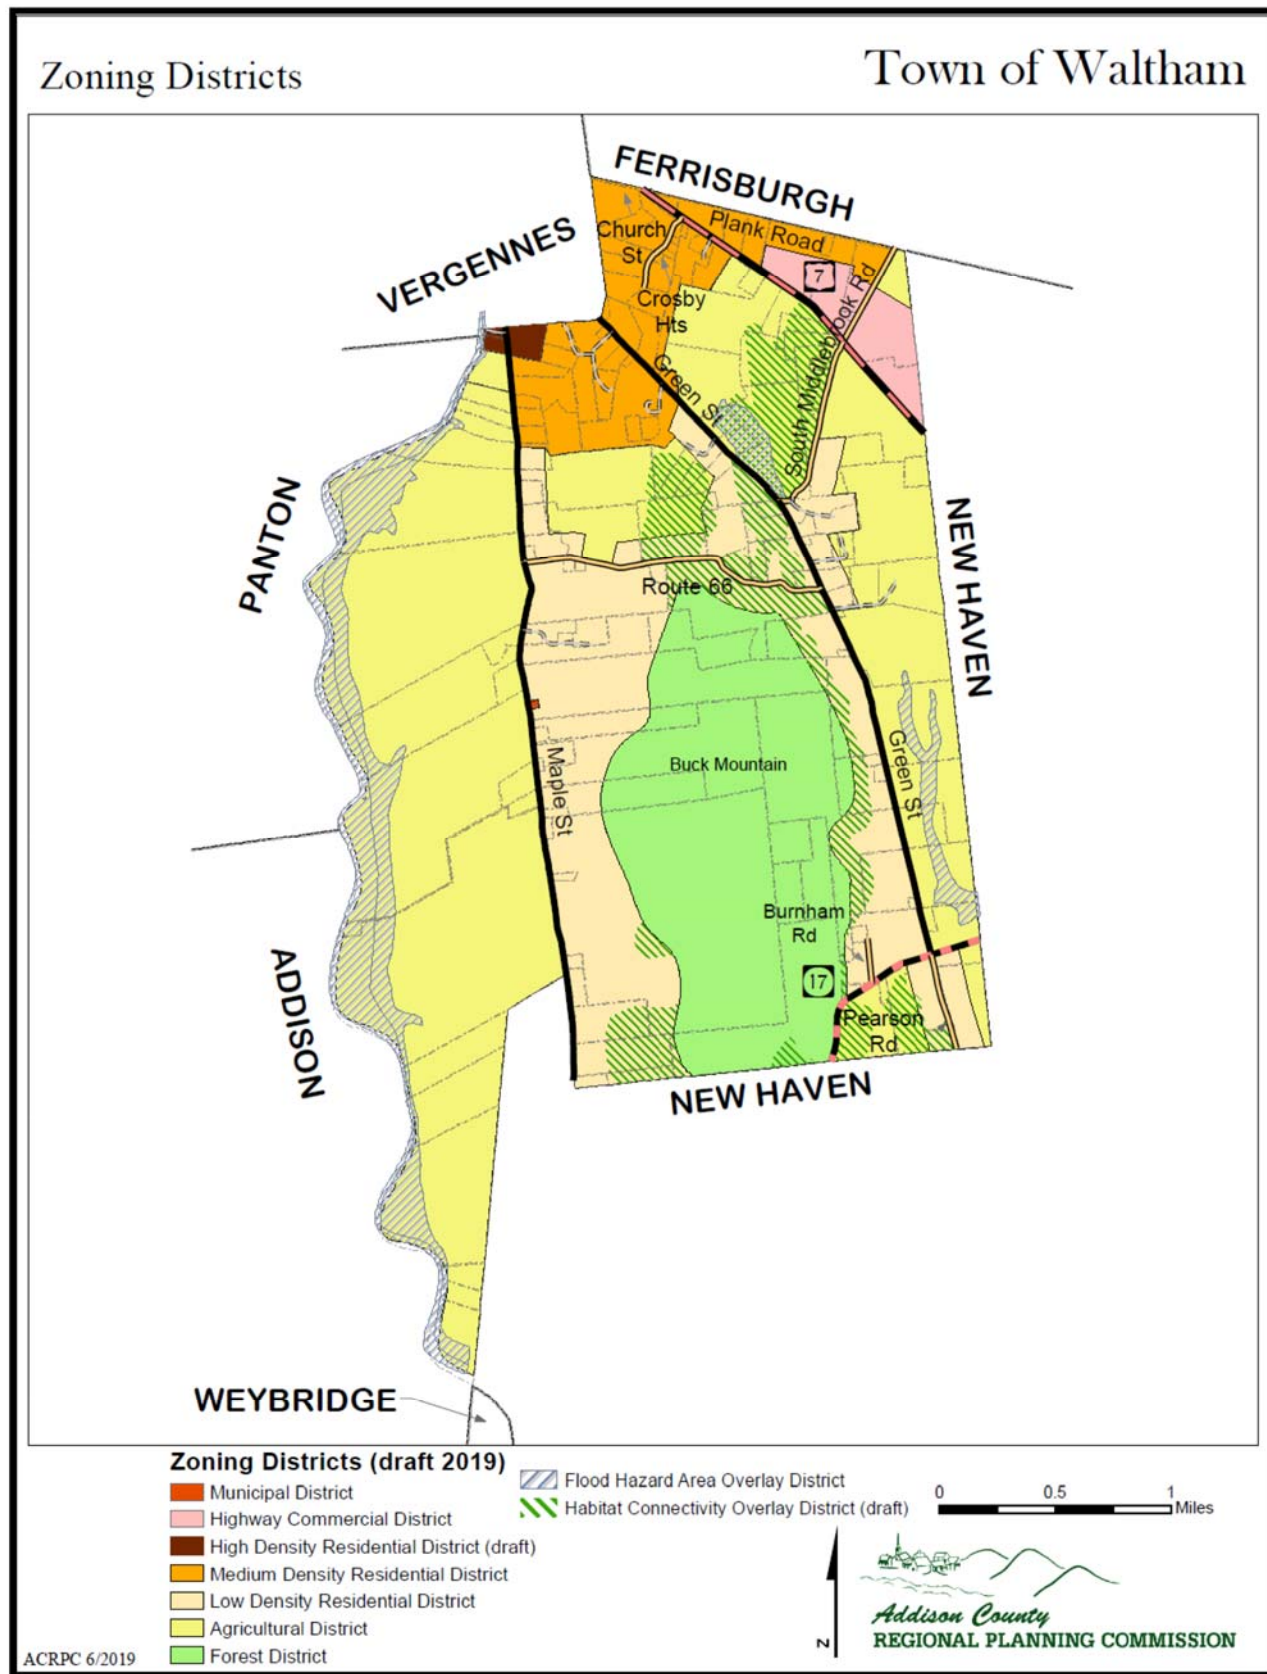 Zoning Districts
Town of Waltham
FERRISBURGH
VERGENNES
Church
St
Plank Road
7
Crosby
Hts
South Middlebrook Rd
Green St
PANTON
NEW HAVEN
Route 66
Buck Mountain
Maple St
Green St
Burnham
Rd
17
ADDISON
Pearson
Rd
NEW HAVEN
WEYBRIDGE
Zoning Districts (draft 2019)
Municipal District
Highway Commercial District
High Density Residential District (draft)
Medium Density Residential District
Low Density Residential District
Agricultural District
Forest District
Flood Hazard Area Overlay District
Habitat Connectivity Overlay District (draft)
0 0.5 1
Miles
N
Addison County
REGIONAL PLANNING COMMISSION
ACRPC 6/2019